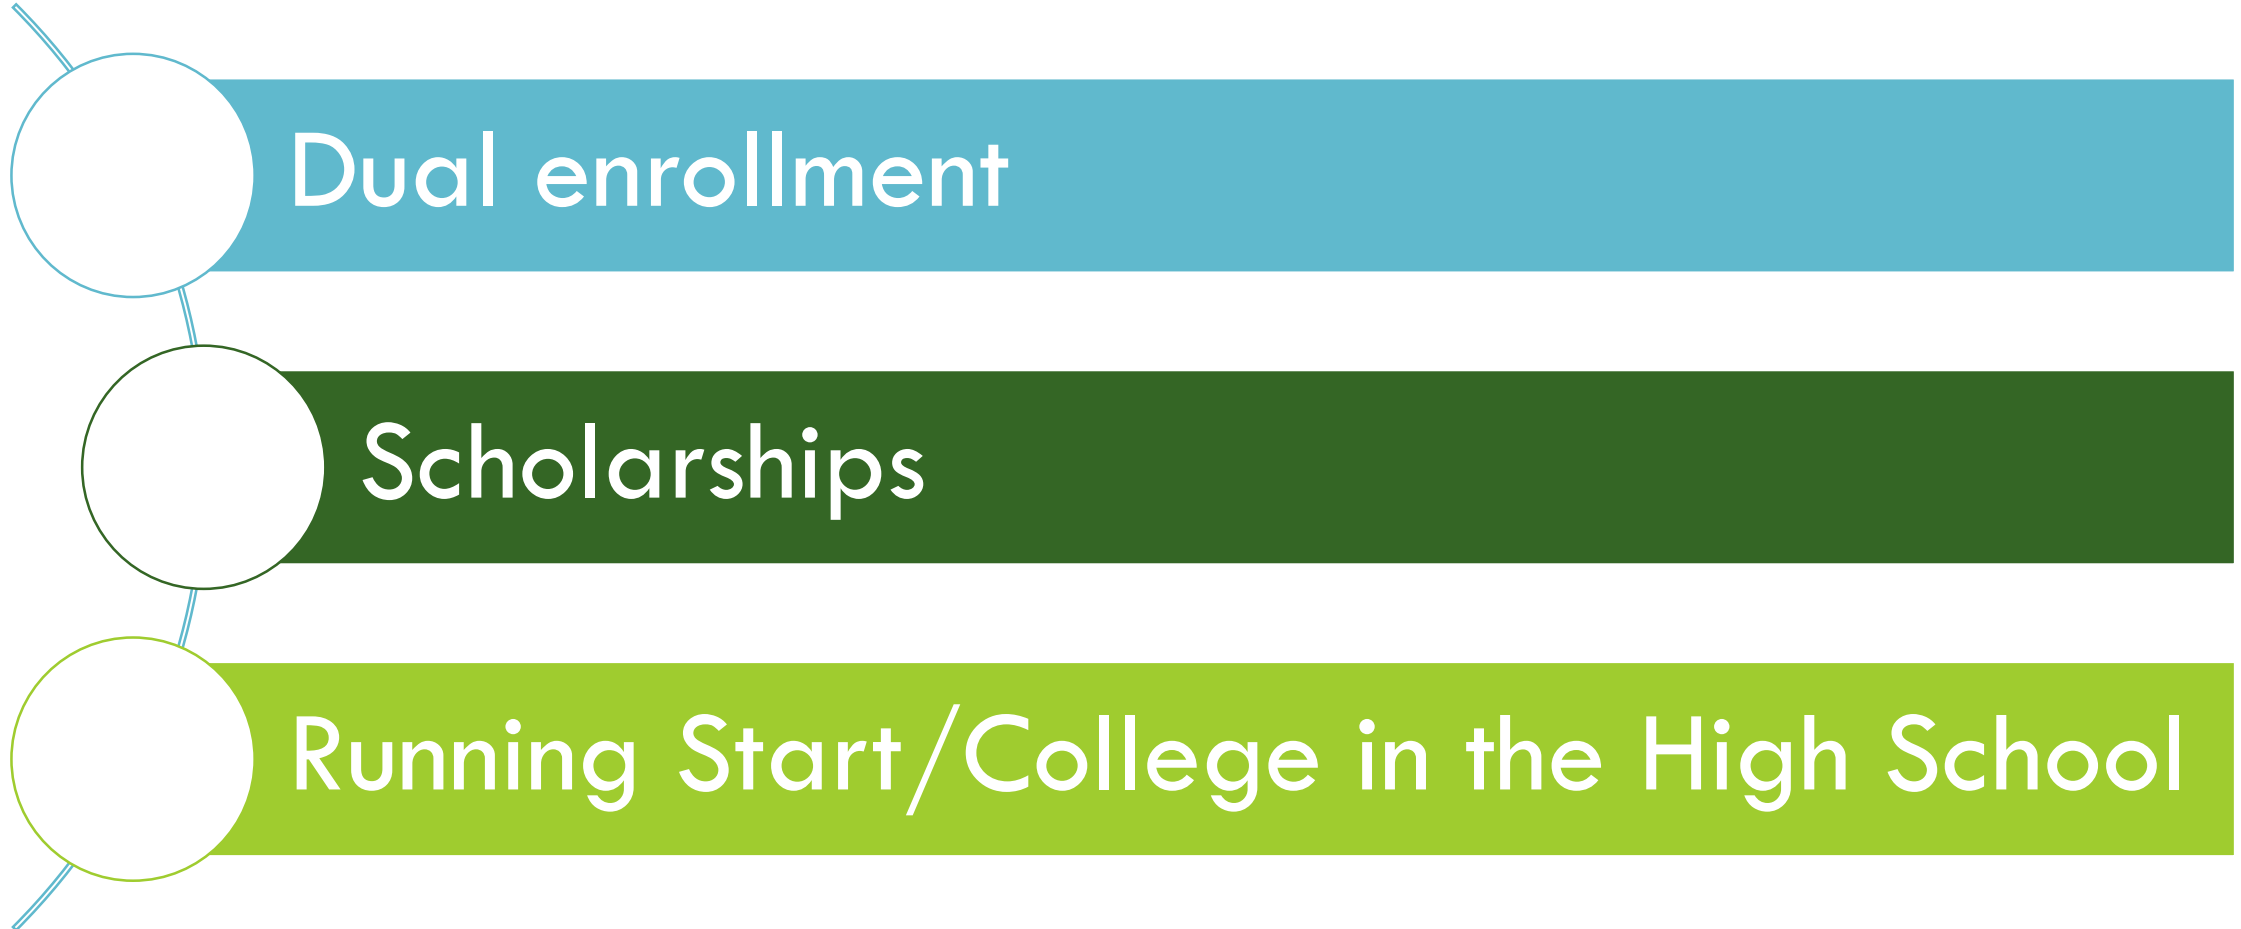 Dual enrollment
Scholarships
Running Start/College in the High School